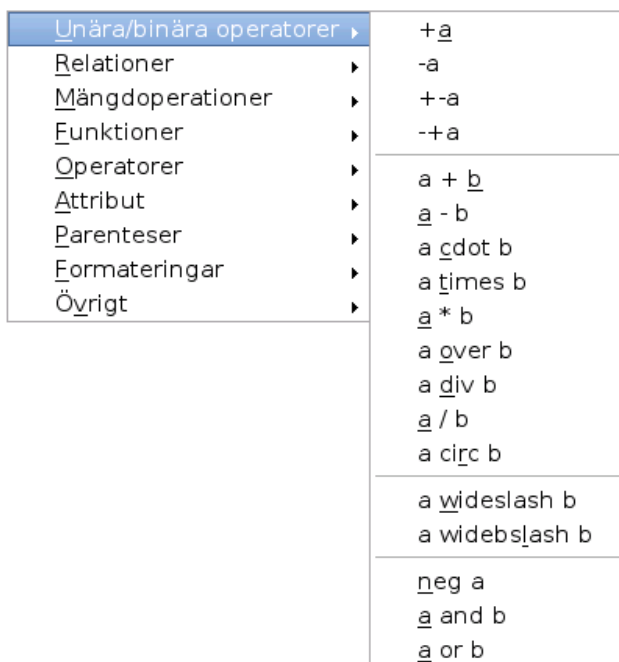 Unära/binära operatorer
Relationer
Mängdoperationer
Funktioner
Operatorer
Attribut
Parenteser
Formateringar
Övrigt
+a
-a
+-a
-+a
a + b
a - b
a cdot b
a times b
a * b
a over b
a div b
a / b
a circ b
a wideslash b
a widebslash b
neg a
a and b
a or b